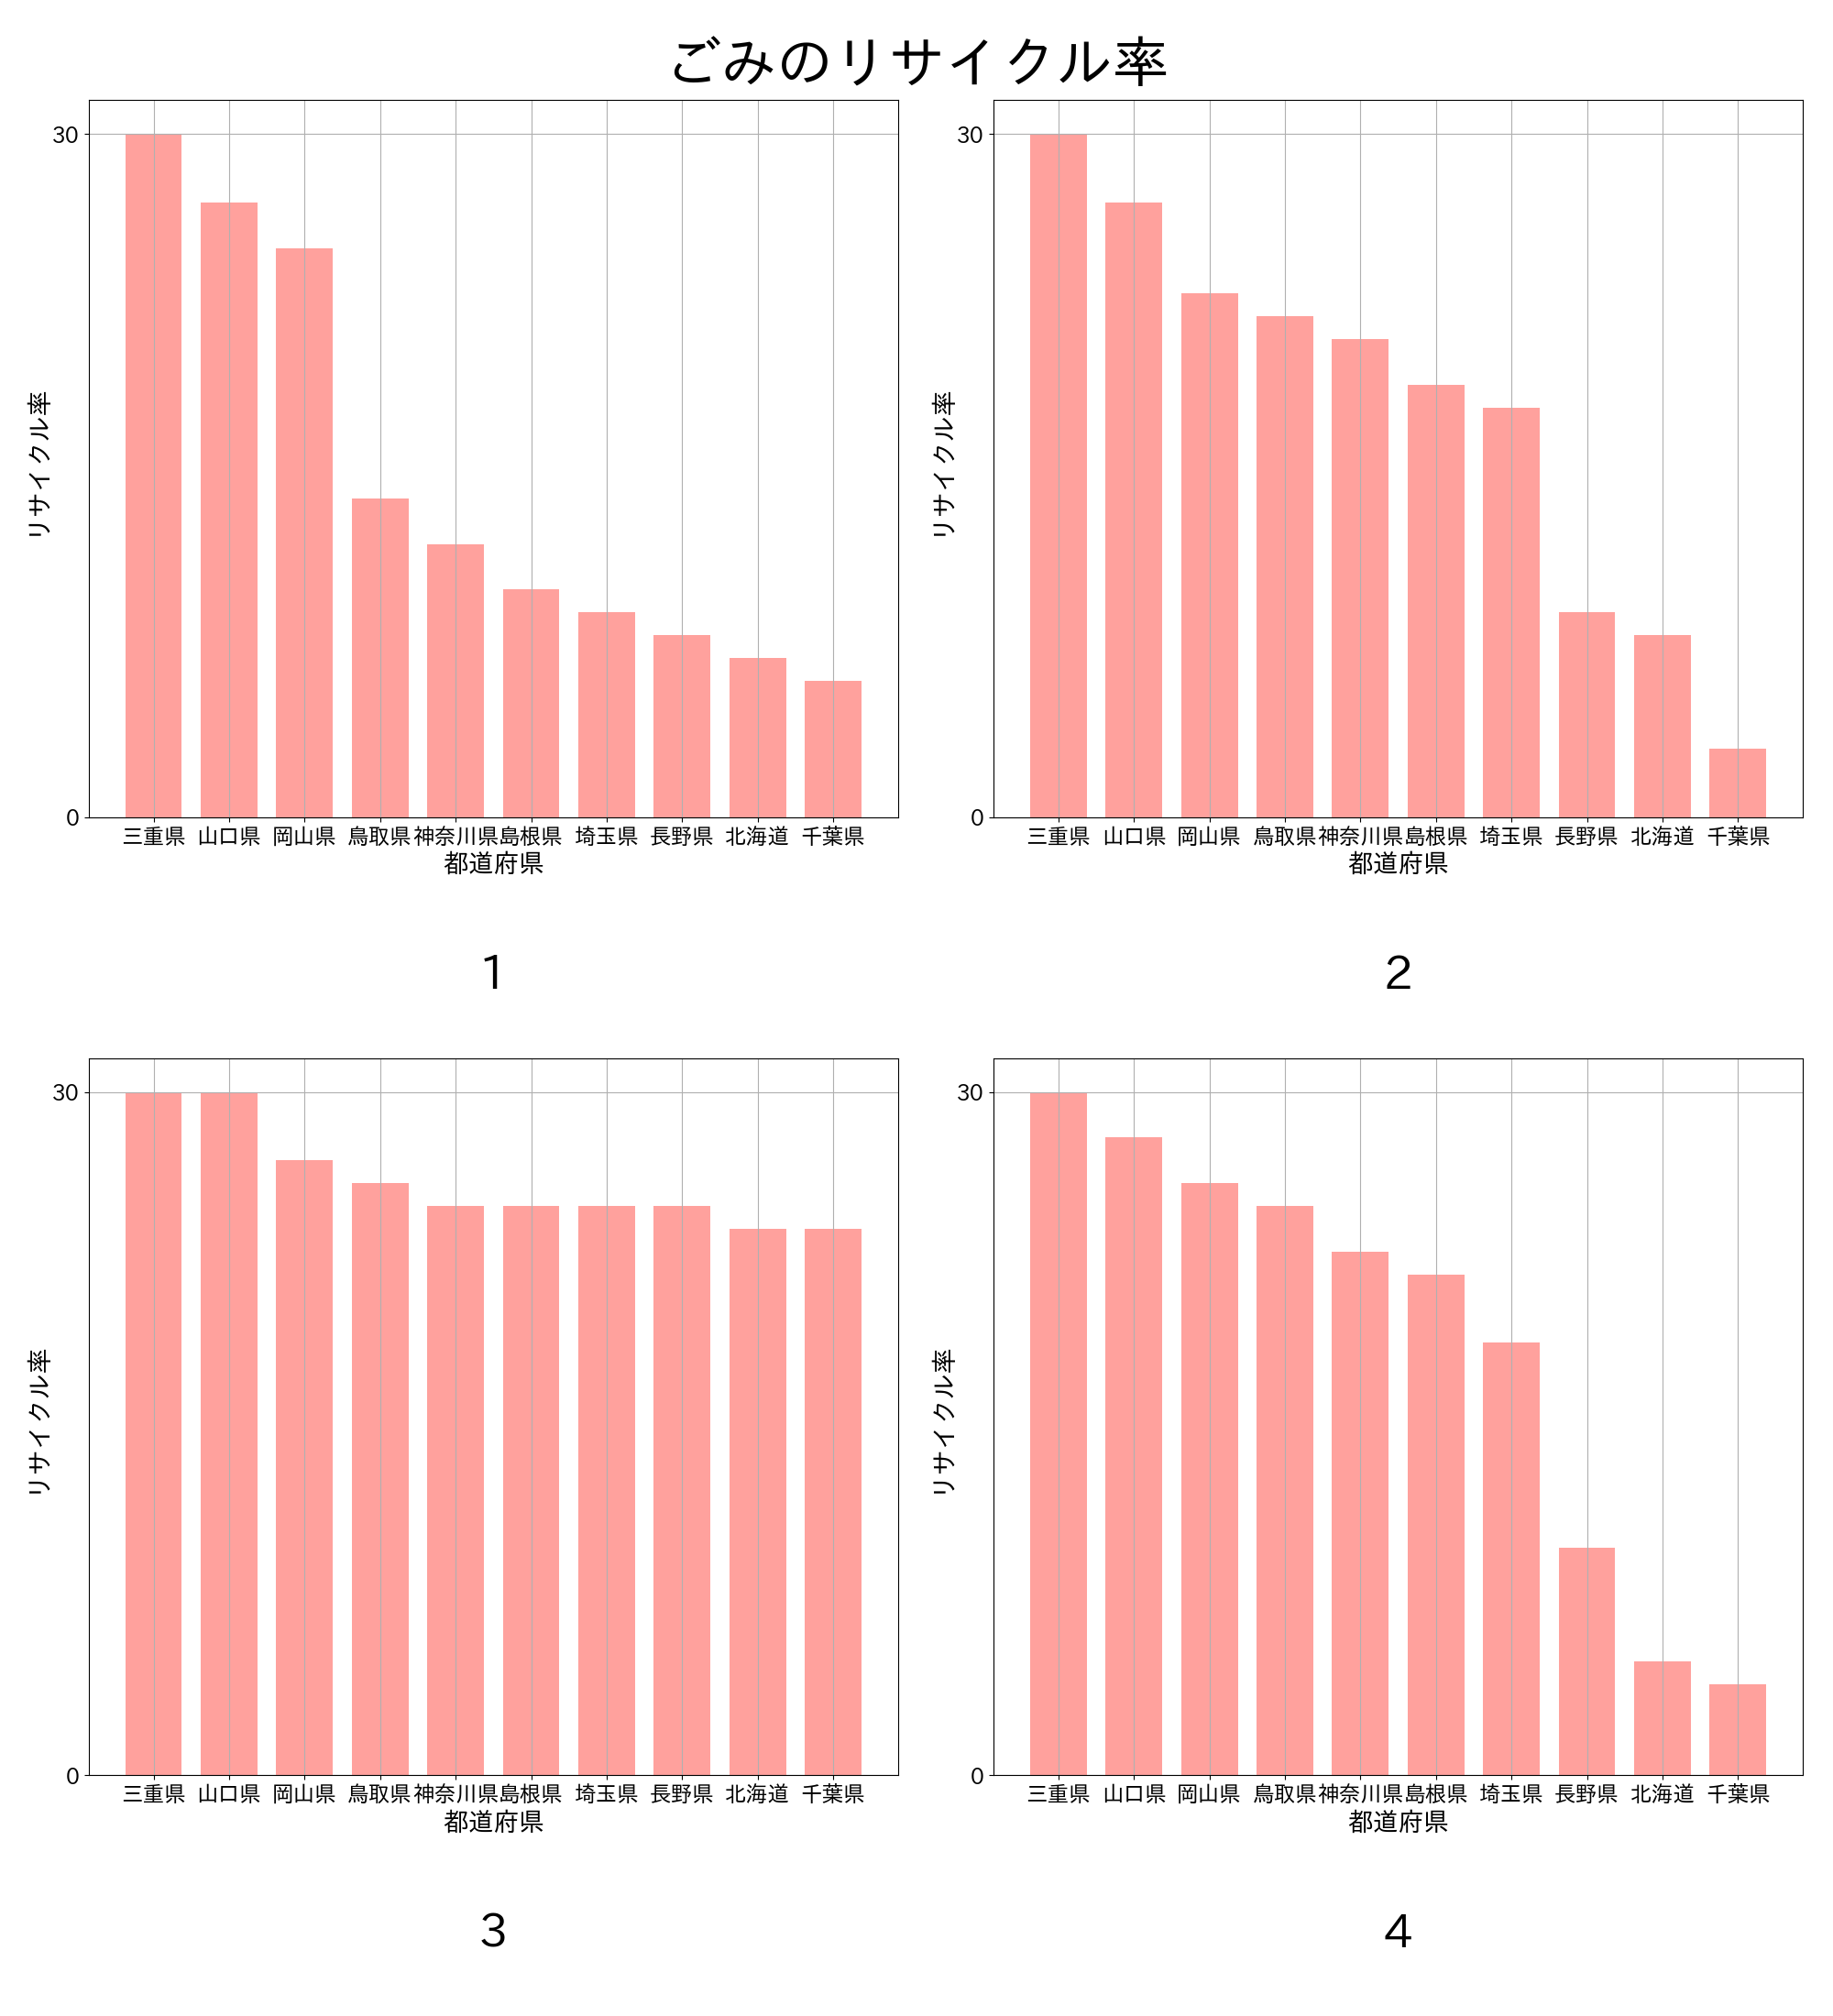 ごみのリサイクル率
30
0
リサイクル率
三重県 山口県 岡山県 鳥取県 神奈川県 島根県 埼玉県 長野県 北海道 千葉県
都道府県
1
30
0
リサイクル率
三重県 山口県 岡山県 鳥取県 神奈川県 島根県 埼玉県 長野県 北海道 千葉県
都道府県
2
30
0
リサイクル率
三重県 山口県 岡山県 鳥取県 神奈川県 島根県 埼玉県 長野県 北海道 千葉県
都道府県
3
30
0
リサイクル率
三重県 山口県 岡山県 鳥取県 神奈川県 島根県 埼玉県 長野県 北海道 千葉県
都道府県
4